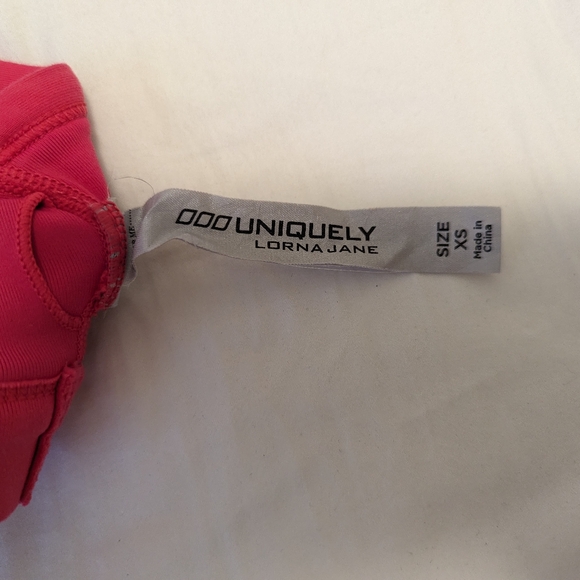 UNIQUELY
LORNA JANE
SIZE
XS
Made in
China